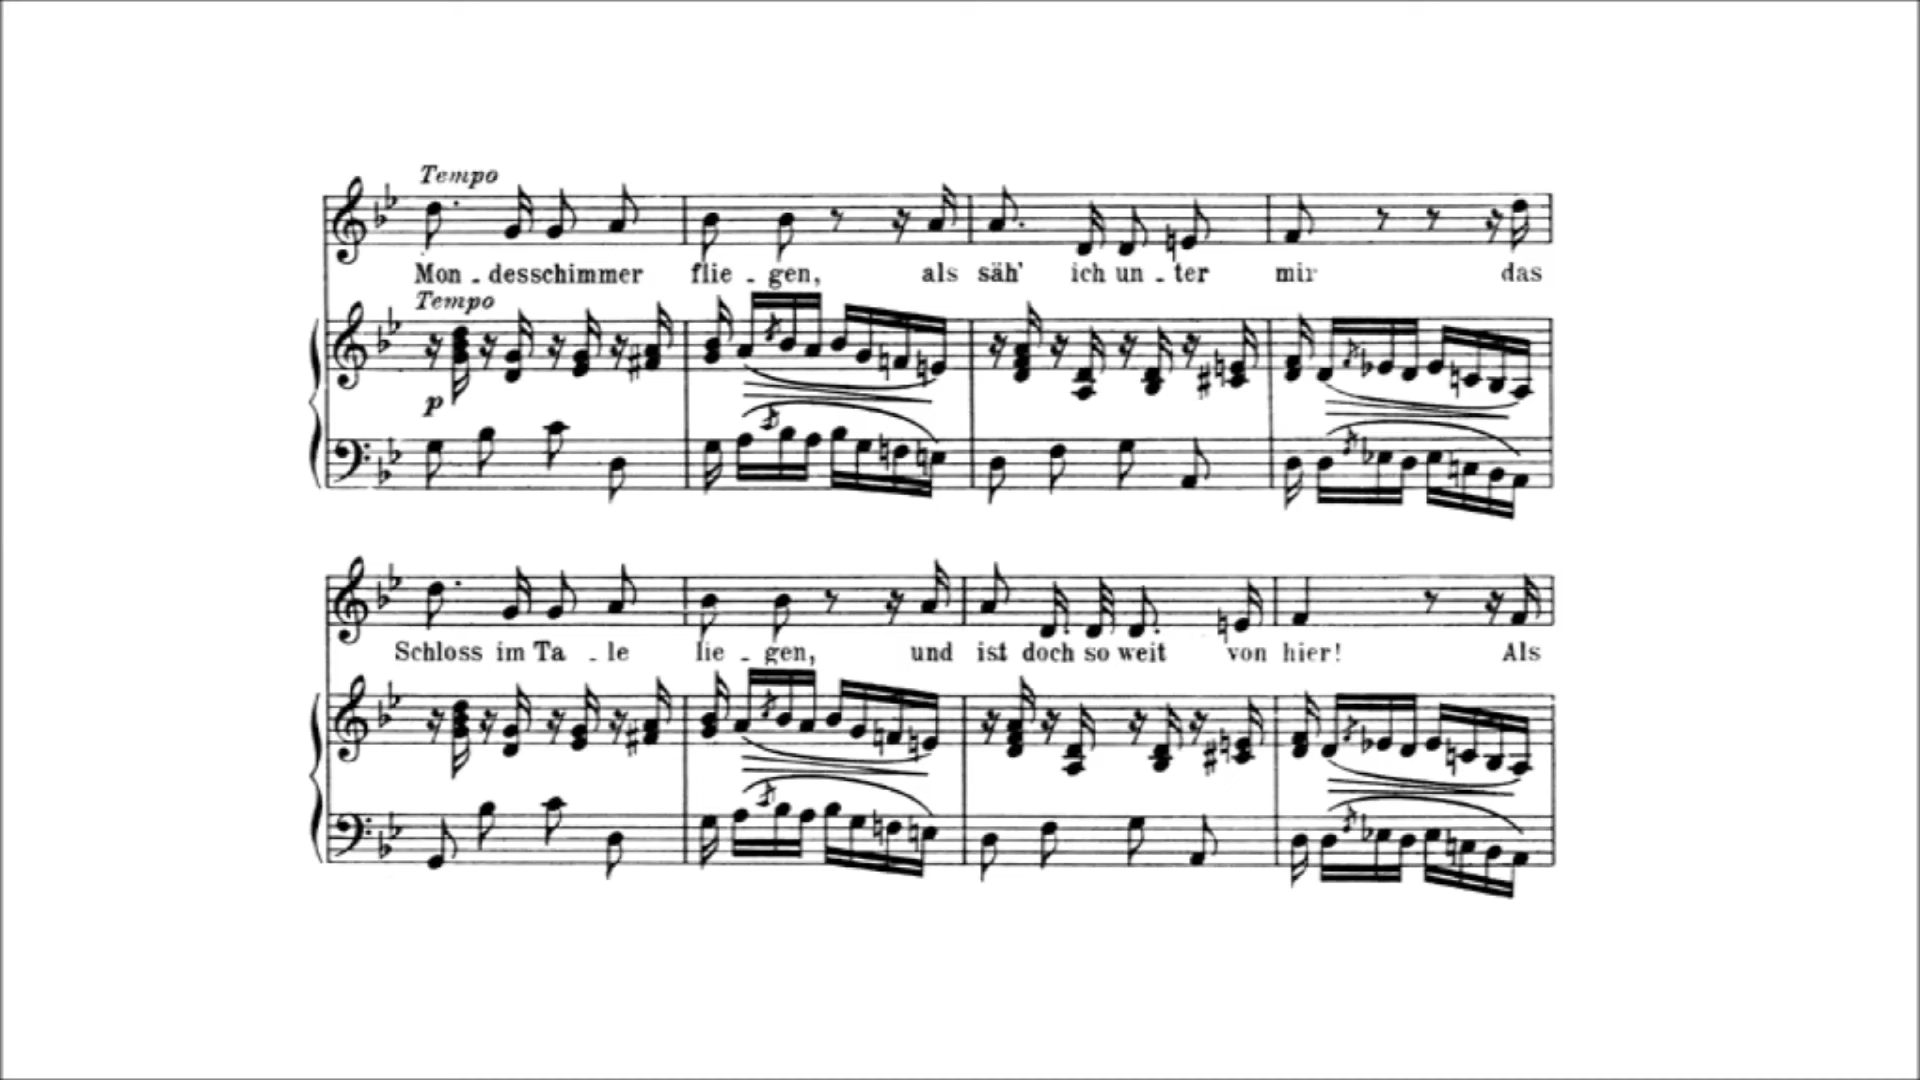 Tempo
Mon - desschimmer flie - gen, als säh' ich un - ter mir das
Tempo
p
Schloss im Ta - le lie - gen, und ist doch so weit von hier! Als